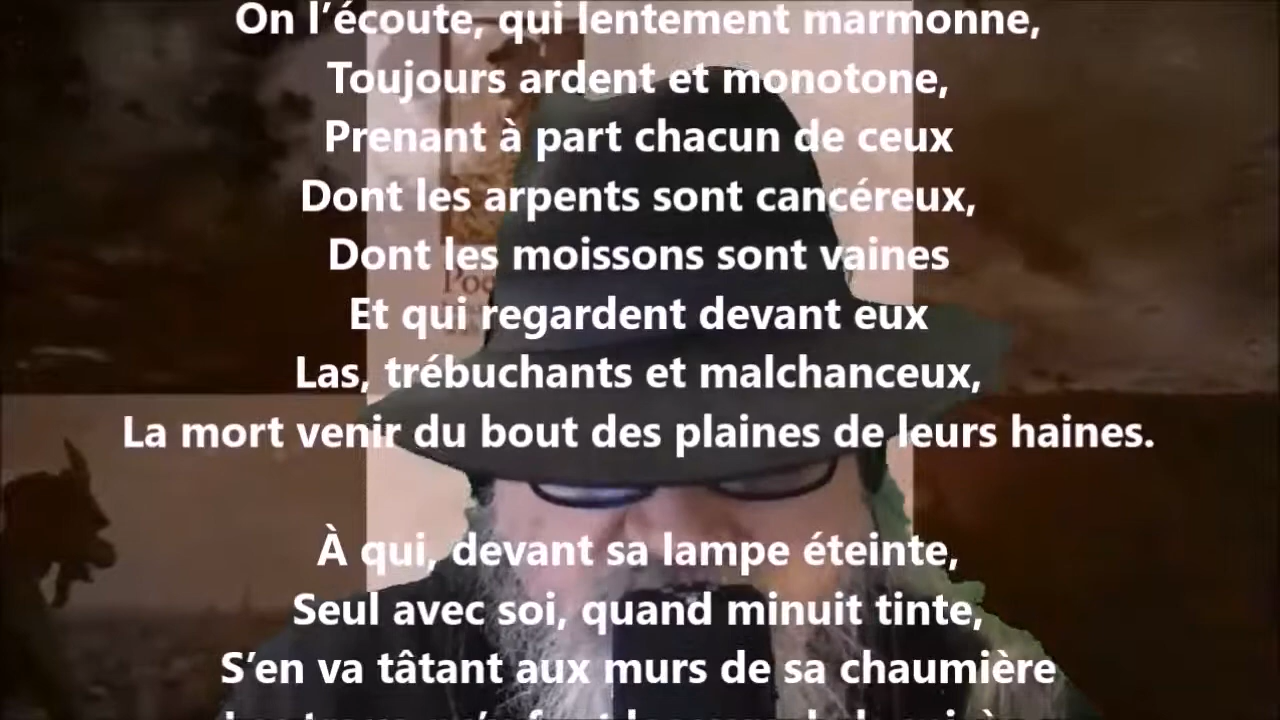 On l’écoute, qui lentement marmonne,
Toujours ardent et monotone,
Prenant à part chacun de ceux
Dont les arpents sont cancéreux,
Dont les moissons sont vaines
Et qui regardent devant eux
Las, trébuchants et malchanceux,
La mort venir du bout des plaines de leurs haines.
À qui, devant sa lampe éteinte,
Seul avec soi, quand minuit tinte,
S’en va tâtant aux murs de sa chaumière